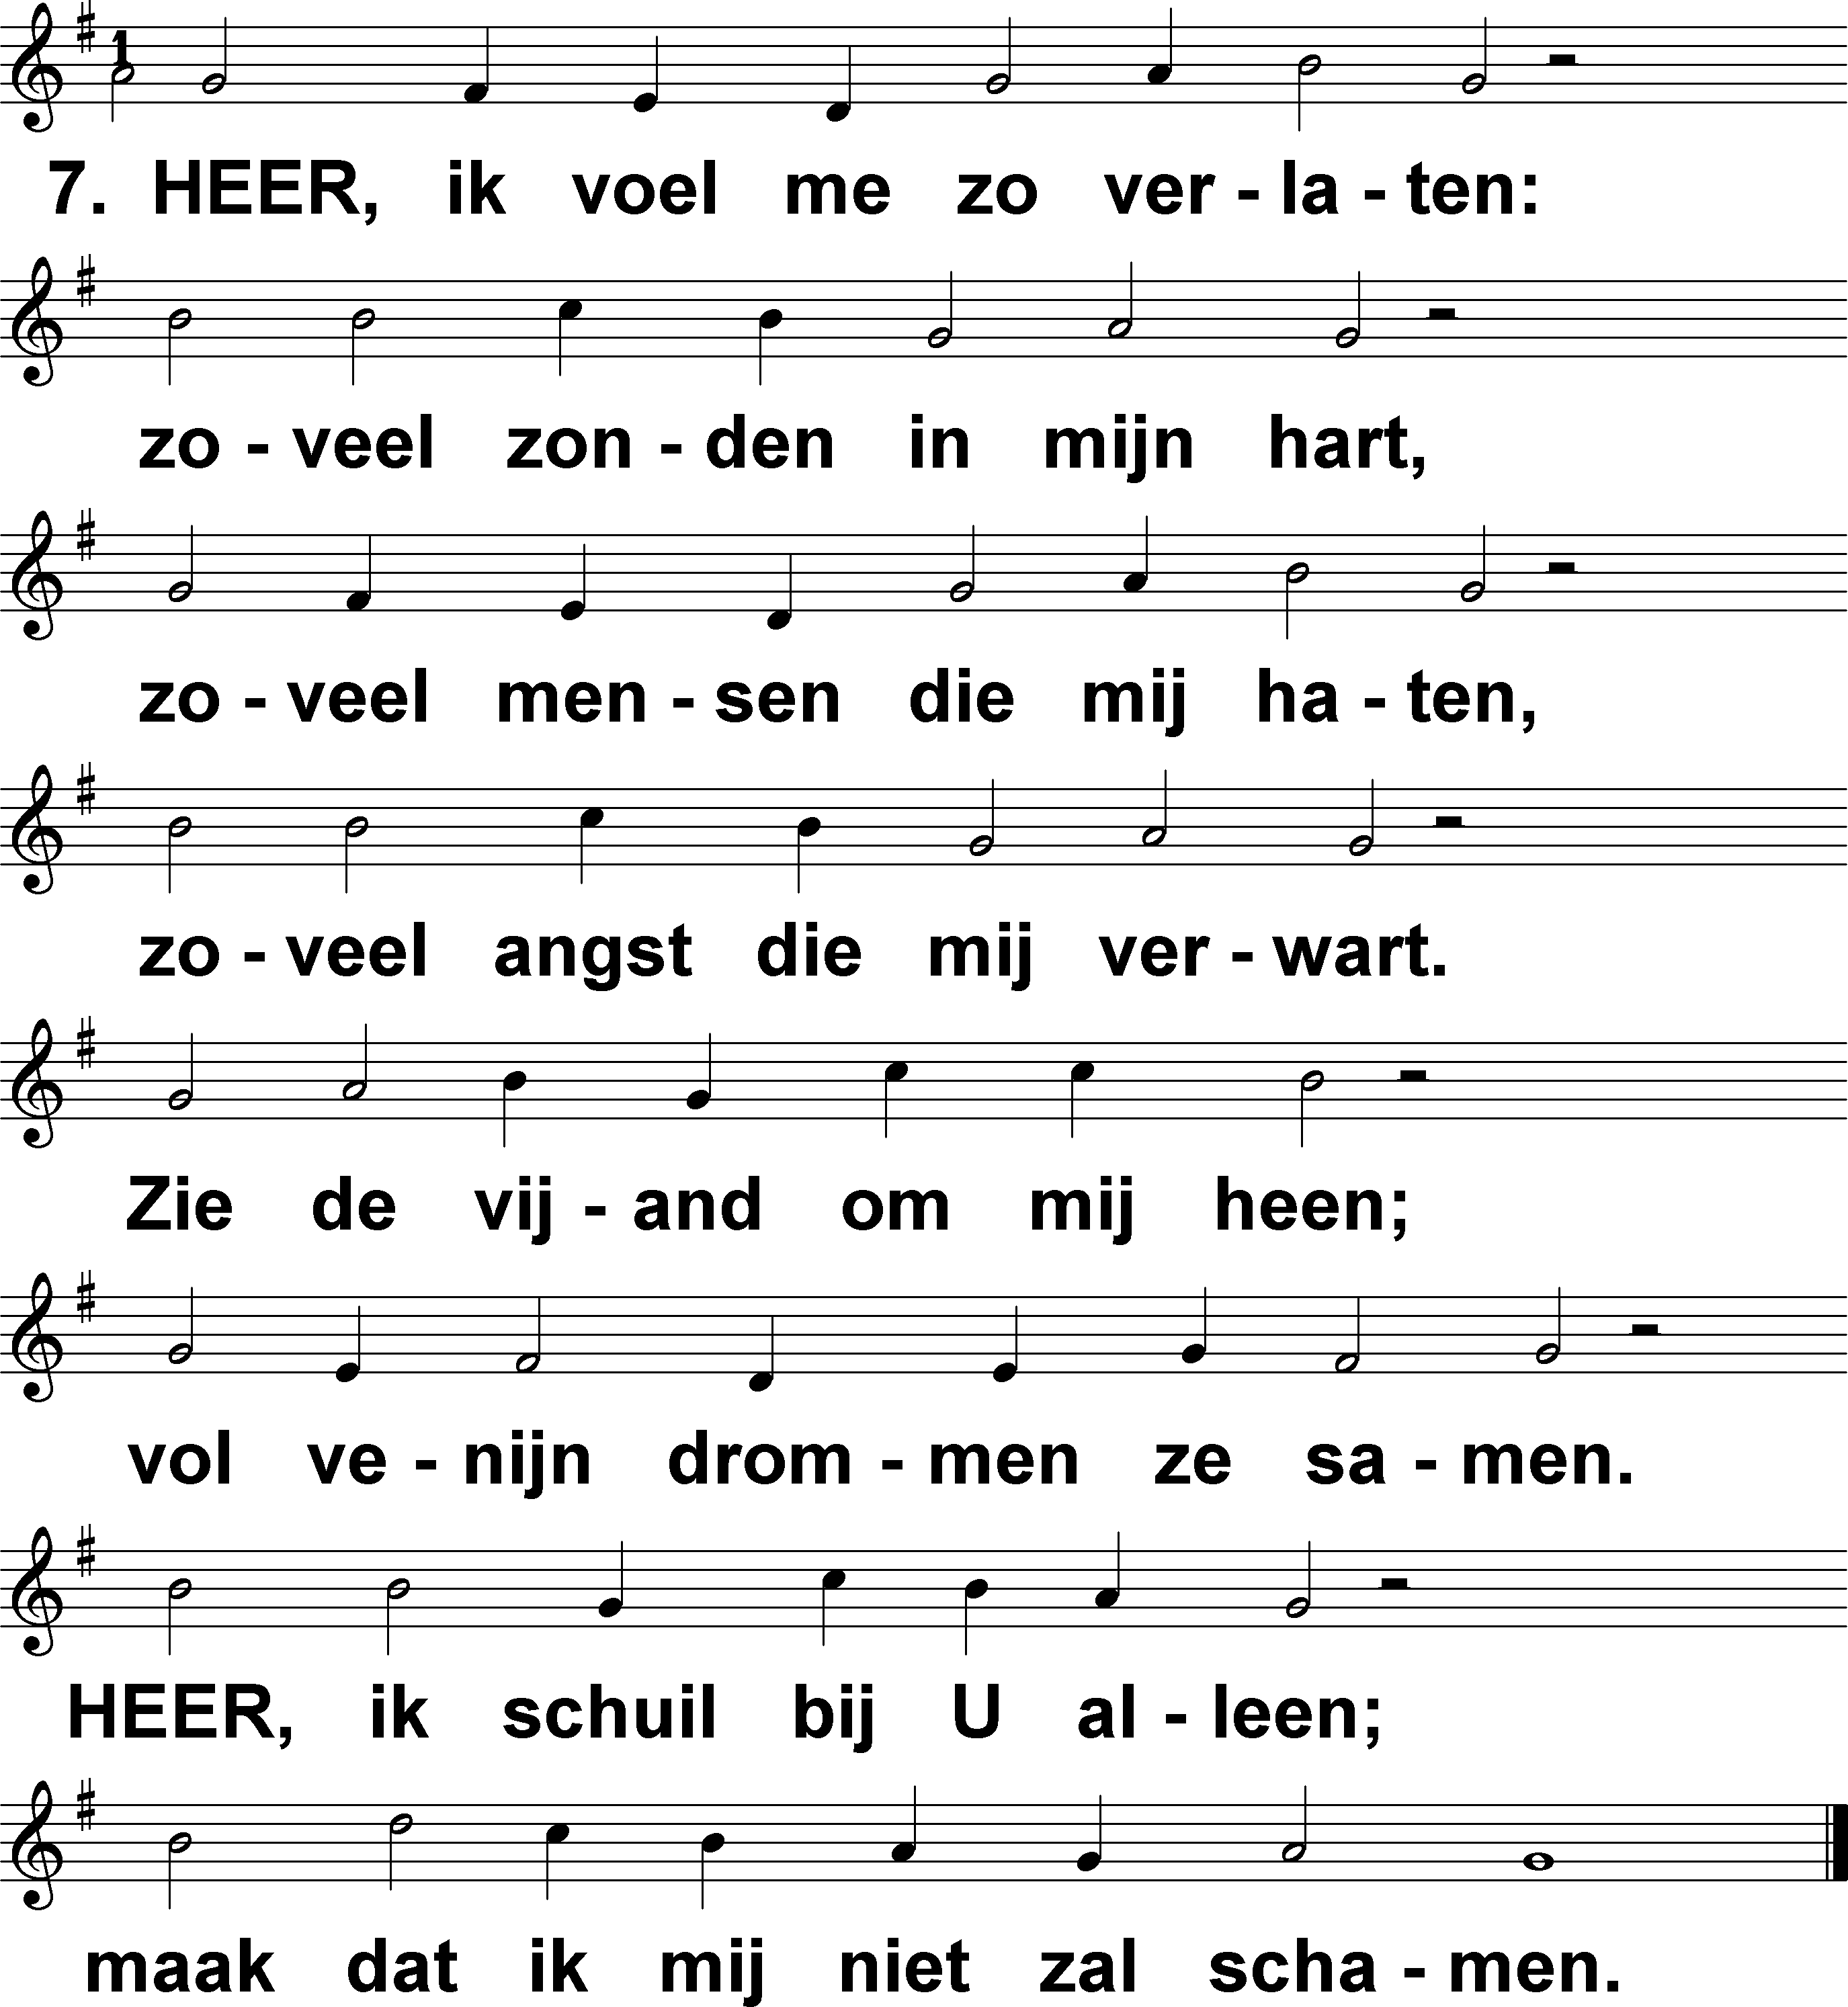 7. HEER, ik voel me zo ver - la - ten:
zo - veel zon - den in mijn hart,
zo - veel men - sen die mij ha - ten,
zo - veel angst die mij ver - wart.
Zie de vij - and om mij heen;
vol ve - nijn drom - men ze sa - men.
HEER, ik schuil bij U al - leen;
maak dat ik mij niet zal scha - men.